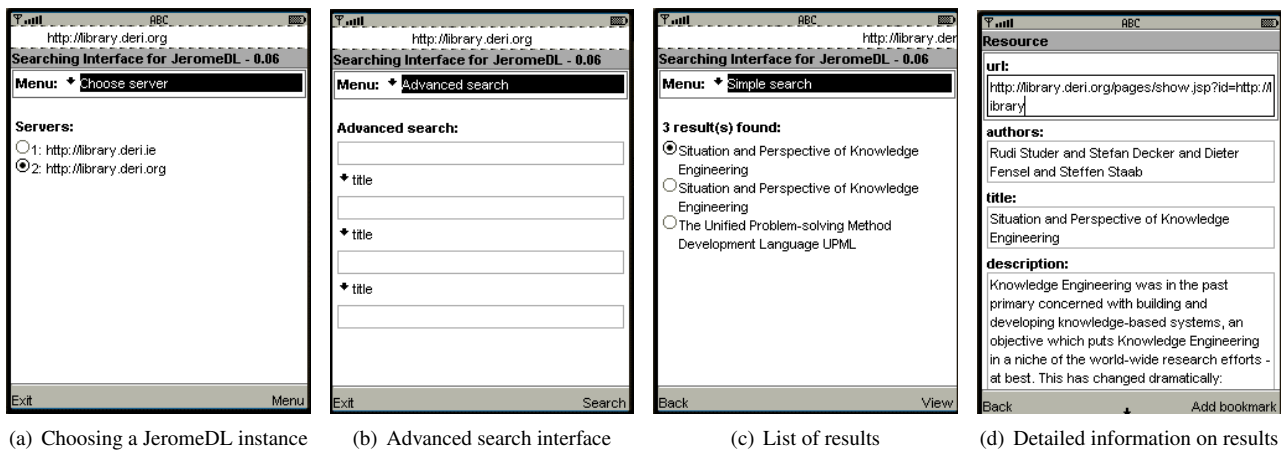 ABC
http://library.deri.org
Searching Interface for JeromeDL - 0.06
Menu: Choose server
Servers:
1: http://library.deri.ie
2: http://library.deri.org
Exit Menu
(a) Choosing a JeromeDL instance
ABC
http://library.deri.org
Searching Interface for JeromeDL - 0.06
Menu: Advanced search
Advanced search:
title
title
title
Exit Search
(b) Advanced search interface
ABC
http://library.der
Searching Interface for JeromeDL - 0.06
Menu: Simple search
3 result(s) found:
Situation and Perspective of Knowledge
Engineering
Situation and Perspective of Knowledge
Engineering
The Unified Problem-solving Method
Development Language UPML
Back View
(c) List of results
ABC
Resource
url:
http://library.deri.org/pages/show.jsp?id=http://l
ibrary
authors:
Rudi Studer and Stefan Decker and Dieter
Fensel and Steffen Staab
title:
Situation and Perspective of Knowledge
Engineering
description:
Knowledge Engineering was in the past
primary concerned with building and
developing knowledge-based systems, an
objective which puts Knowledge Engineering
in a niche of the world-wide research efforts -
at best. This has changed dramatically:
Back Add bookmark
(d) Detailed information on results